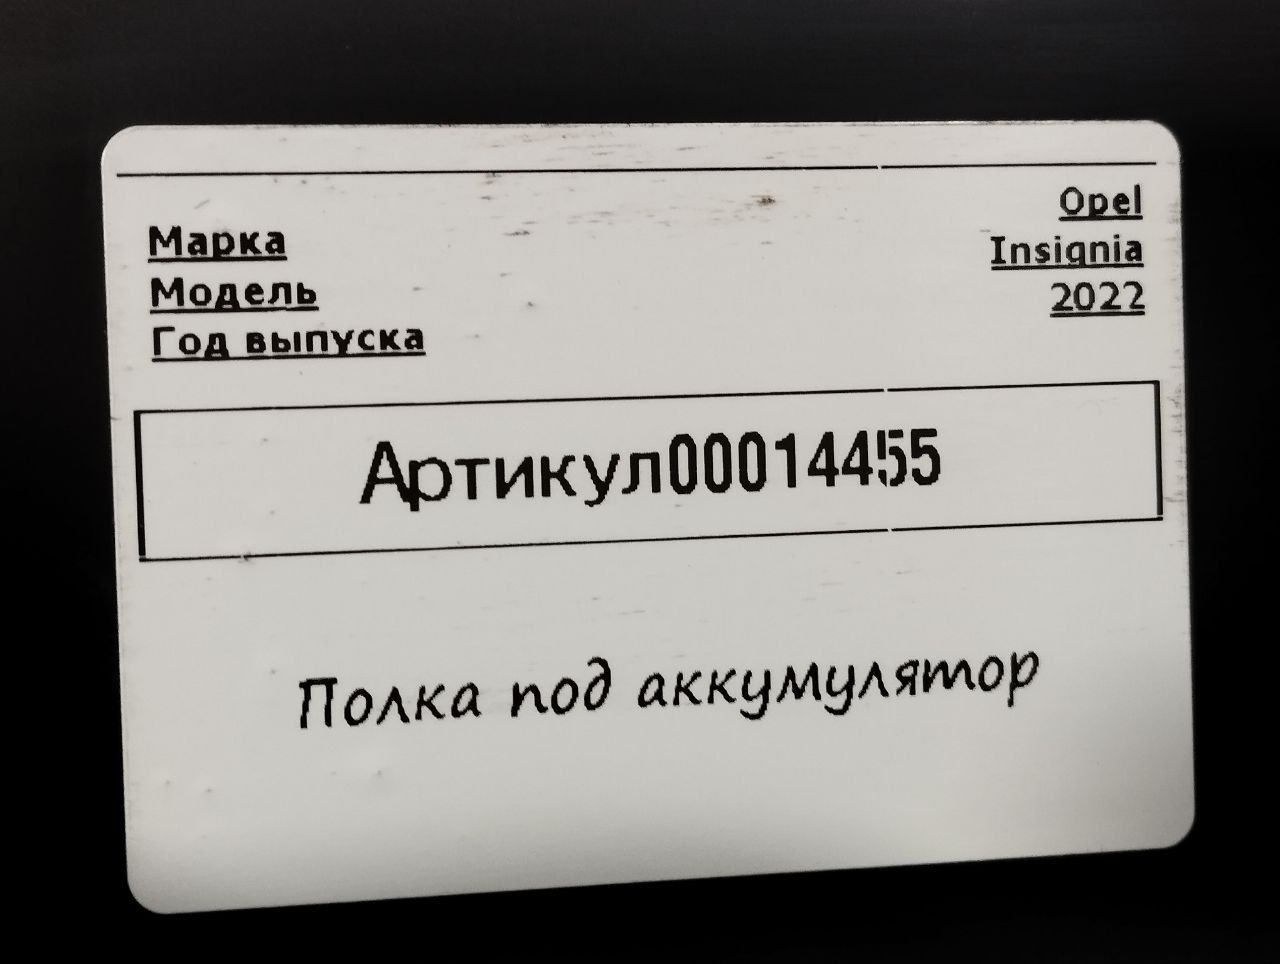 Марка Opel
Модель Insignia
Год выпуска 2022
Артикул00014455
Полка под аккумулятор